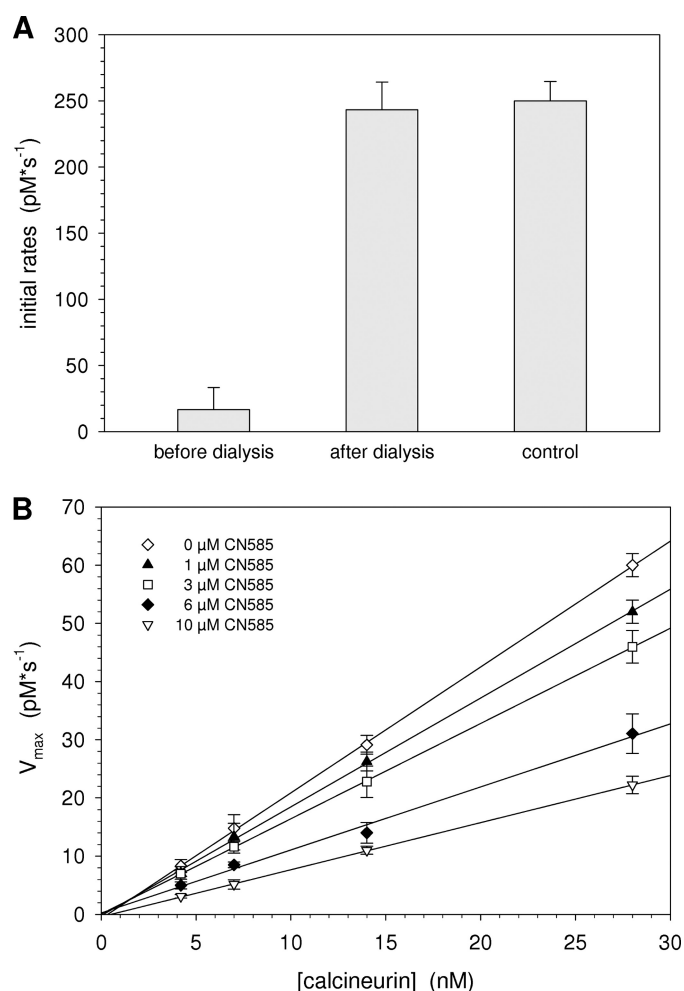 A
300
250
200
150
100
50
0
initial rates (pM*s⁻¹)
before dialysis
after dialysis
control
B
70
60
50
40
30
20
10
0
Vmax (pM*s⁻¹)
0 µM CN585
1 µM CN585
3 µM CN585
6 µM CN585
10 µM CN585
0 5 10 15 20 25 30
[calcineurin] (nM)